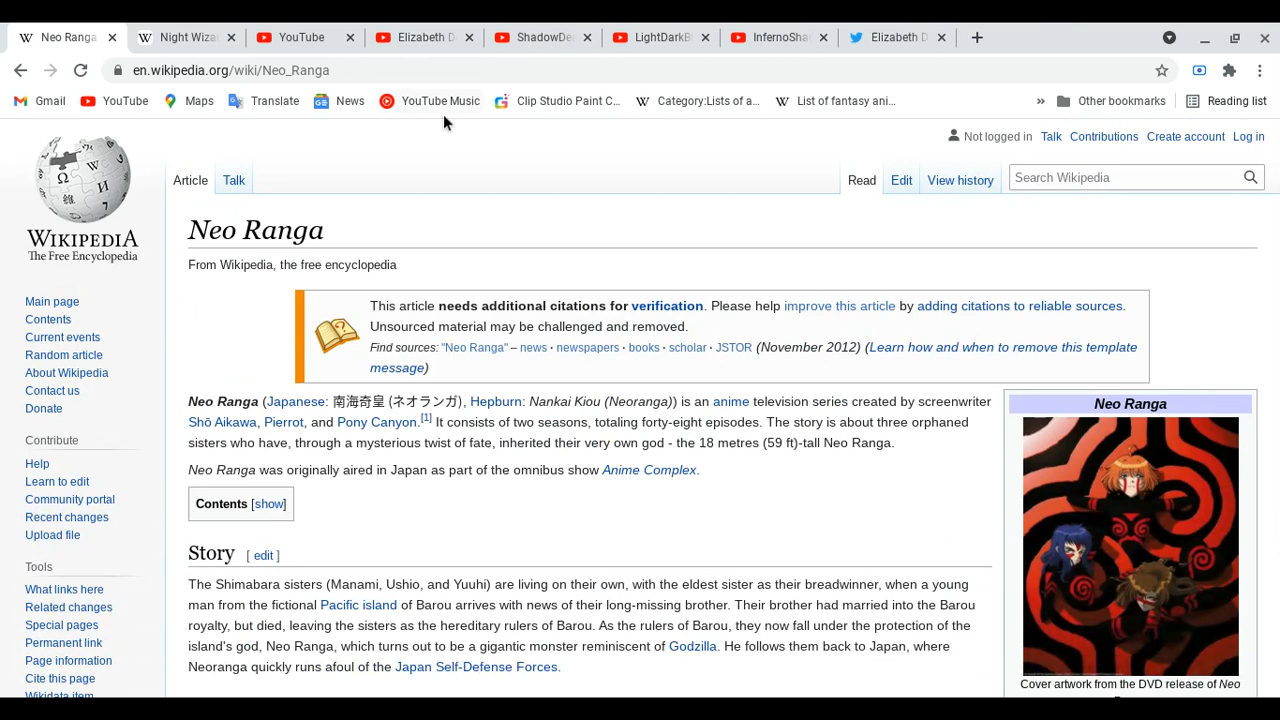 Neo Ranga Night Wiza YouTube Elizabeth D ShadowDea LightDarkB InfernoSha Elizabeth D
en.wikipedia.org/wiki/Neo_Ranga
Gmail YouTube Maps Translate News YouTube Music Clip Studio Paint C... Category:Lists of a... List of fantasy ani... » Other bookmarks Reading list
Not logged in Talk Contributions Create account Log in
Article Talk Read Edit View history Search Wikipedia
WIKIPEDIA
The Free Encyclopedia
Main page
Contents
Current events
Random article
About Wikipedia
Contact us
Donate
Contribute
Help
Learn to edit
Community portal
Recent changes
Upload file
Tools
What links here
Related changes
Special pages
Permanent link
Page information
Cite this page
Wikidata item
Neo Ranga
From Wikipedia, the free encyclopedia
This article needs additional citations for verification. Please help improve this article by adding citations to reliable sources.
Unsourced material may be challenged and removed.
Find sources: "Neo Ranga" – news · newspapers · books · scholar · JSTOR (November 2012) (Learn how and when to remove this template
message)
Neo Ranga (Japanese: 南海奇皇 (ネオランガ), Hepburn: Nankai Kiou (Neoranga)) is an anime television series created by screenwriter
Shō Aikawa, Pierrot, and Pony Canyon.[1] It consists of two seasons, totaling forty-eight episodes. The story is about three orphaned
sisters who have, through a mysterious twist of fate, inherited their very own god - the 18 metres (59 ft)-tall Neo Ranga.
Neo Ranga was originally aired in Japan as part of the omnibus show Anime Complex.
Contents [show]
Story [ edit ]
The Shimabara sisters (Manami, Ushio, and Yuuhi) are living on their own, with the eldest sister as their breadwinner, when a young
man from the fictional Pacific island of Barou arrives with news of their long-missing brother. Their brother had married into the Barou
royalty, but died, leaving the sisters as the hereditary rulers of Barou. As the rulers of Barou, they now fall under the protection of the
island's god, Neo Ranga, which turns out to be a gigantic monster reminiscent of Godzilla. He follows them back to Japan, where
Neoranga quickly runs afoul of the Japan Self-Defense Forces.
Neo Ranga
Cover artwork from the DVD release of Neo